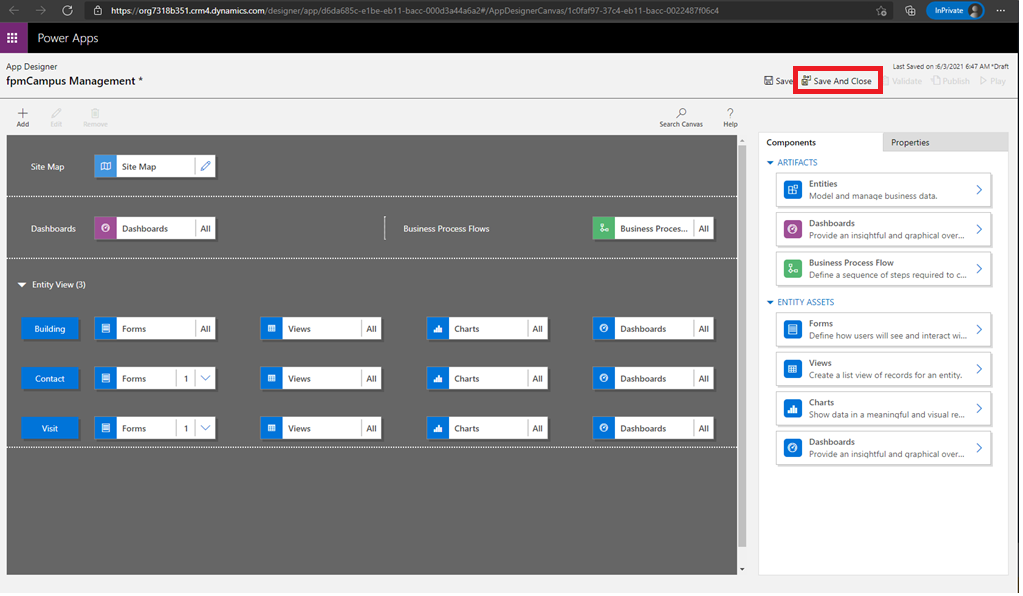 https://org7318b351.crm4.dynamics.com/designer/app/d6da685c-e1be-eb11-bacc-000d3a44a6a2#/AppDesignerCanvas/1c0faf97-37c4-eb11-bacc-0022487f06c4
InPrivate
Power Apps
App Designer
fpmCampus Management *
Last Saved on :6/3/2021 6:47 AM *Draft
Save
Save And Close
Validate
Publish
Play
Add
Edit
Remove
Search Canvas
Help
Site Map
Site Map
Dashboards
Dashboards All
Business Process Flows
Business Proces... All
Entity View (3)
Building
Forms All
Views All
Charts All
Dashboards All
Contact
Forms 1
Views All
Charts All
Dashboards All
Visit
Forms 1
Views All
Charts All
Dashboards All
Components
Properties
ARTIFACTS
Entities
Model and manage business data.
Dashboards
Provide an insightful and graphical over...
Business Process Flow
Define a sequence of steps required to c...
ENTITY ASSETS
Forms
Define how users will see and interact wi...
Views
Create a list view of records for an entity.
Charts
Show data in a meaningful and visual re...
Dashboards
Provide an insightful and graphical over...